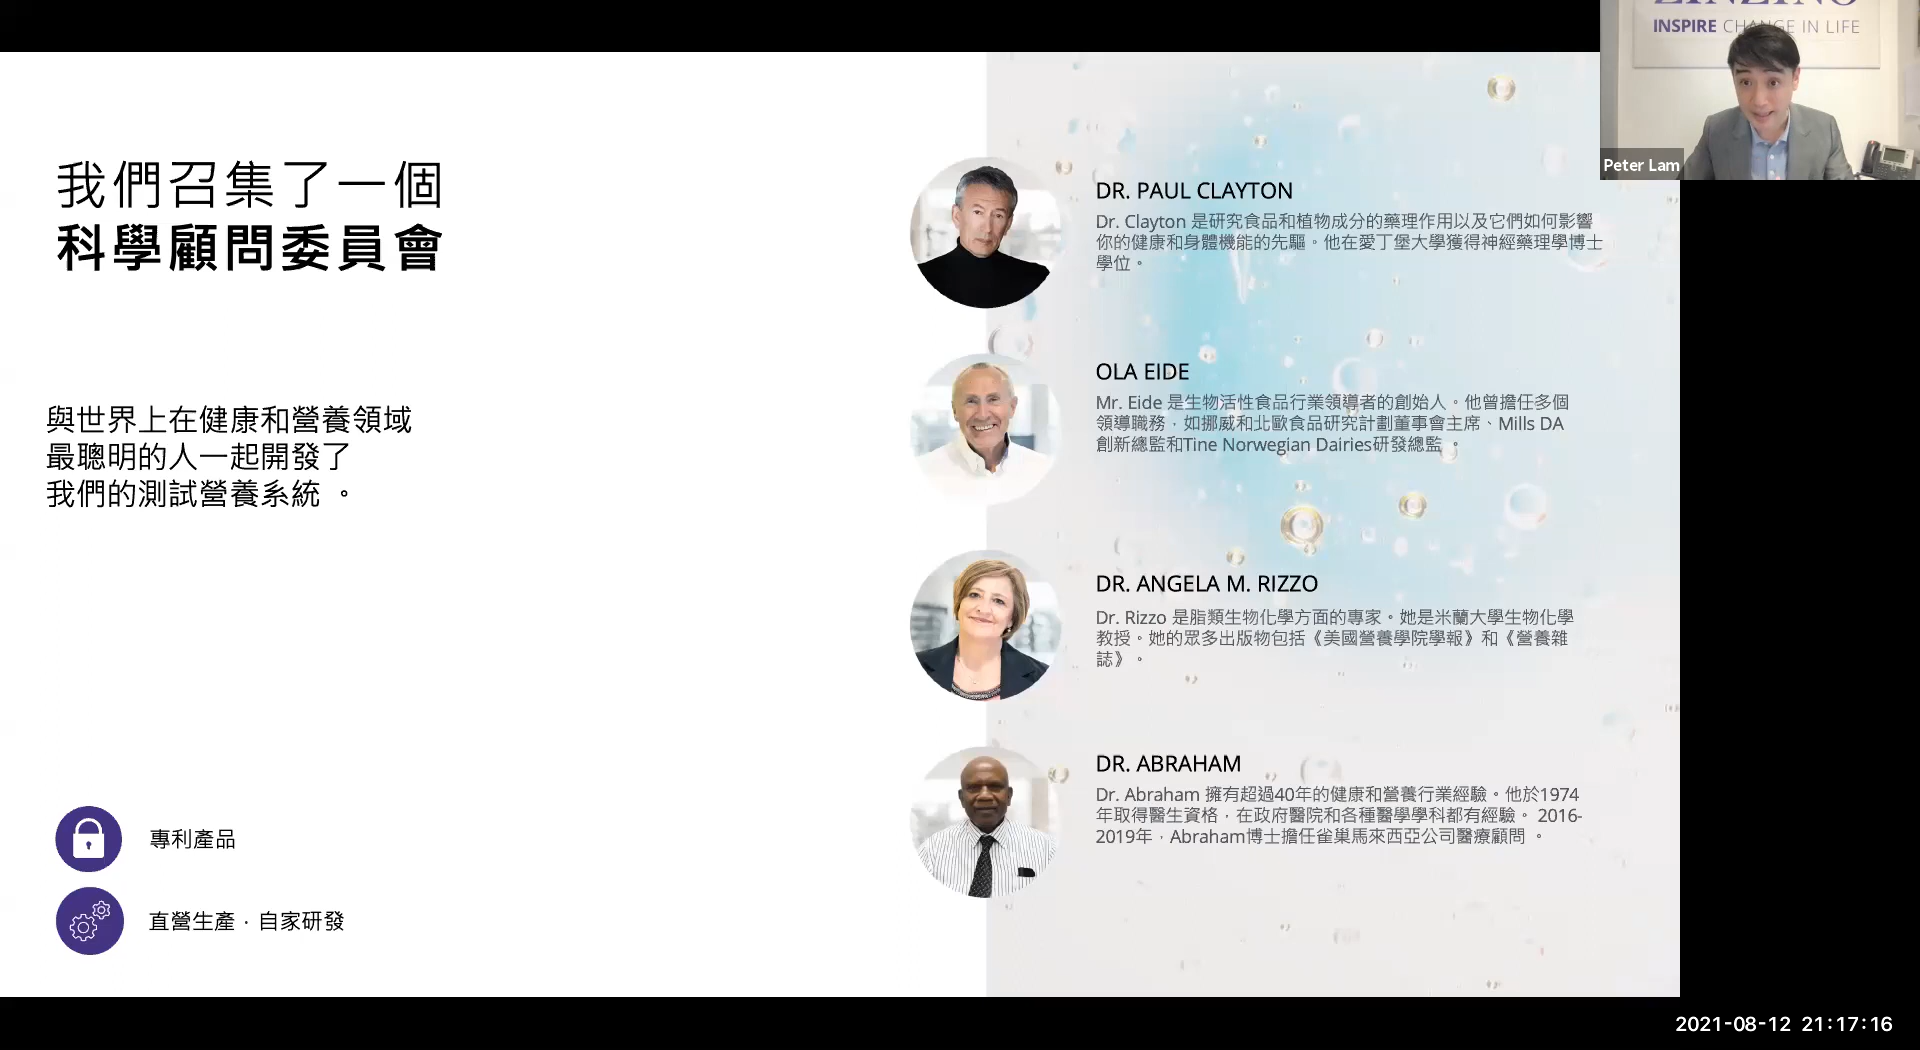 ZINZINO
INSPIRE CHANGE IN LIFE
Peter Lam
我們召集了一個
科學顧問委員會
與世界上在健康和營養領域
最聰明的人一起開發了
我們的測試營養系統 。
專利產品
直營生產．自家研發
DR. PAUL CLAYTON
Dr. Clayton 是研究食品和植物成分的藥理作用以及它們如何影響
你的健康和身體機能的先驅。他在愛丁堡大學獲得神經藥理學博士
學位。
OLA EIDE
Mr. Eide 是生物活性食品行業領導者的創始人。他曾擔任多個
領導職務，如挪威和北歐食品研究計劃董事會主席、Mills DA
創新總監和Tine Norwegian Dairies研發總監 。
DR. ANGELA M. RIZZO
Dr. Rizzo 是脂類生物化學方面的專家。她是米蘭大學生物化學
教授。她的眾多出版物包括《美國營養學院學報》和《營養雜
誌》。
DR. ABRAHAM
Dr. Abraham 擁有超過40年的健康和營養行業經驗。他於1974
年取得醫生資格，在政府醫院和各種醫學學科都有經驗。 2016-
2019年，Abraham博士擔任雀巢馬來西亞公司醫療顧問 。
2021-08-12 21:17:16